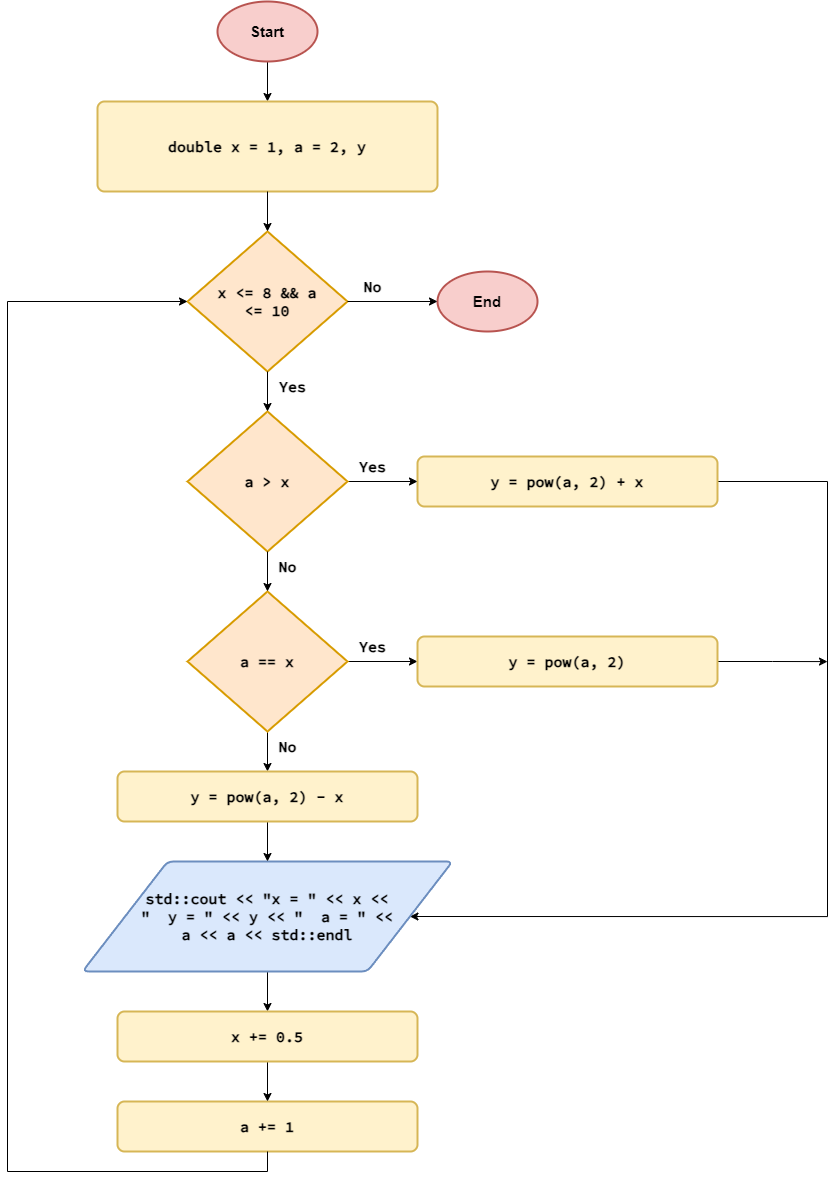 Start
double x = 1, a = 2, y
x <= 8 && a
<= 10
No
End
Yes
a > x
Yes
y = pow(a, 2) + x
No
a == x
Yes
y = pow(a, 2)
No
y = pow(a, 2) - x
std::cout << "x = " << x <<
"  y = " << y << "  a = " <<
a << a << std::endl
x += 0.5
a += 1